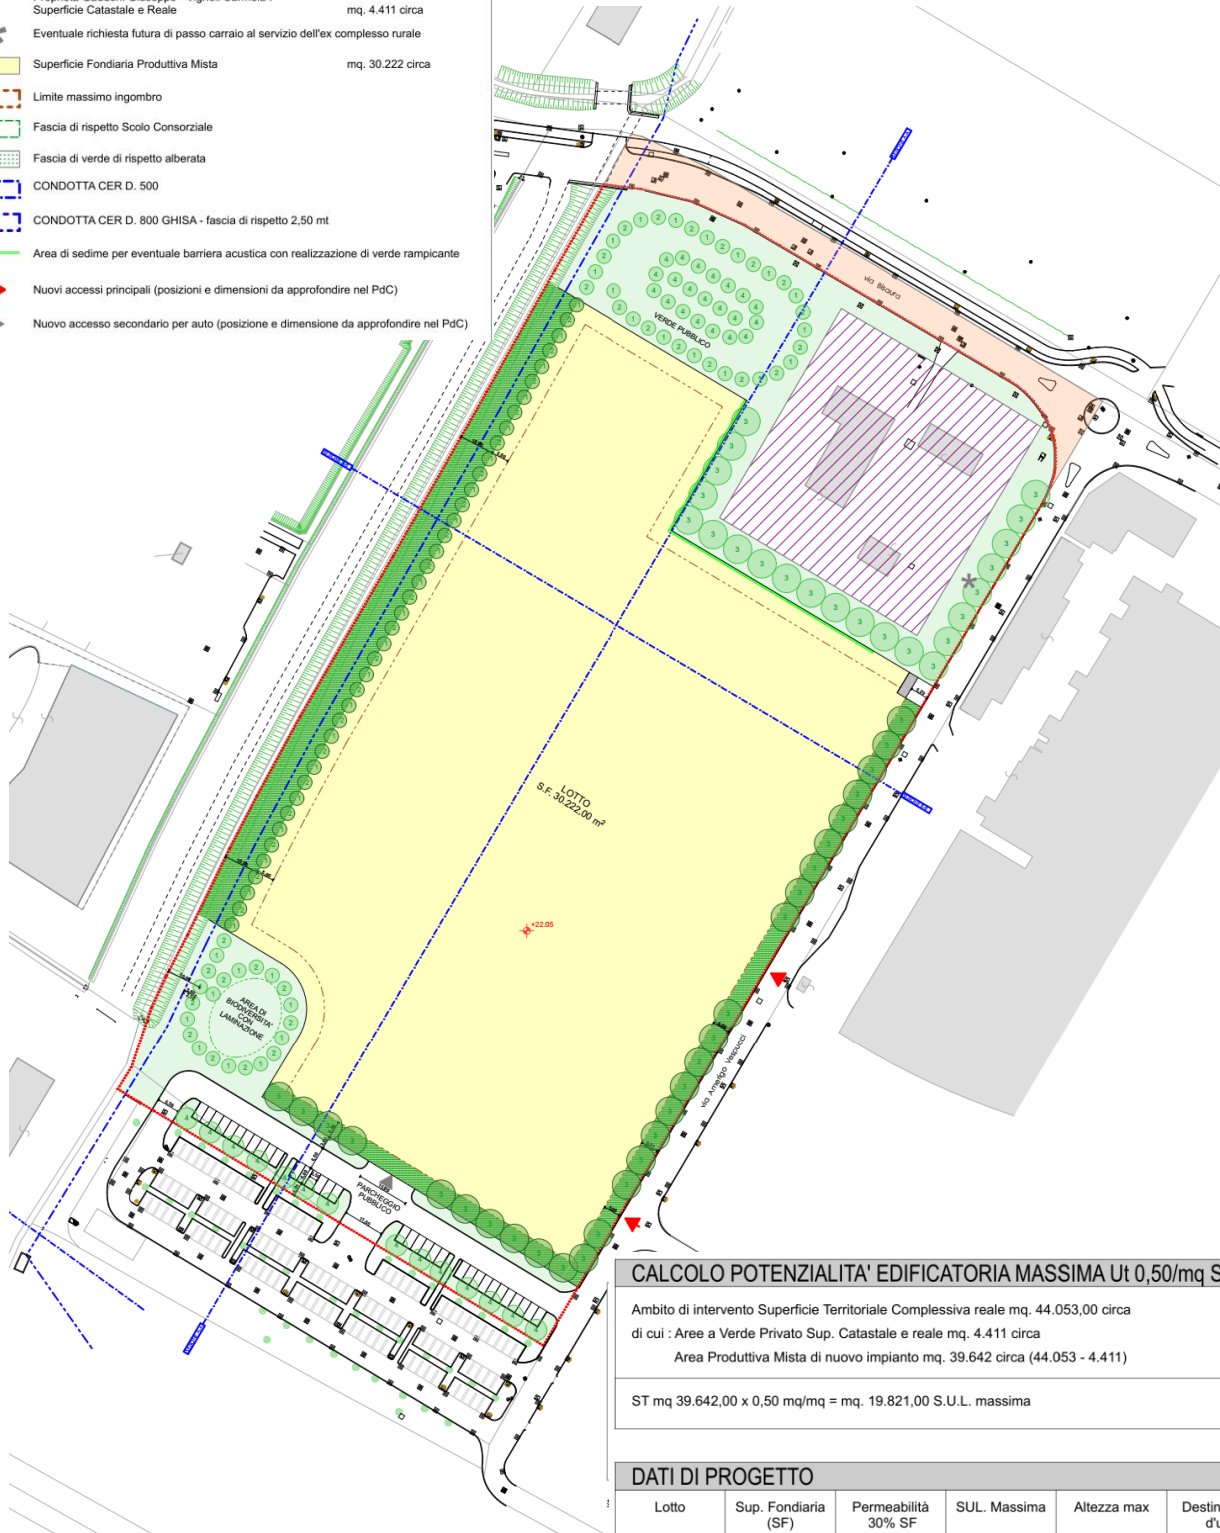 Superficie Catastale e Reale mq. 4.411 circa
Eventuale richiesta futura di passo carraio al servizio dell'ex complesso rurale
Superficie Fondiaria Produttiva Mista mq. 30.222 circa
Limite massimo ingombro
Fascia di rispetto Scolo Consorziale
Fascia di verde di rispetto alberata
CONDOTTA CER D. 500
CONDOTTA CER D. 800 GHISA - fascia di rispetto 2,50 mt
Area di sedime per eventuale barriera acustica con realizzazione di verde rampicante
Nuovi accessi principali (posizioni e dimensioni da approfondire nel PdC)
Nuovo accesso secondario per auto (posizione e dimensione da approfondire nel PdC)
via Bisaura
VERDE PUBBLICO
LOTTO
S.F. 30.222,00 m²
+22.05
AREA DI
BIODIVERSITA'
CON
LAMINAZIONE
via Amerigo Vespucci
PARCHEGGIO
PUBBLICO
CALCOLO POTENZIALITA' EDIFICATORIA MASSIMA Ut 0,50/mq S
Ambito di intervento Superficie Territoriale Complessiva reale mq. 44.053,00 circa
di cui : Aree a Verde Privato Sup. Catastale e reale mq. 4.411 circa
Area Produttiva Mista di nuovo impianto mq. 39.642 circa (44.053 - 4.411)
ST mq 39.642,00 x 0,50 mq/mq = mq. 19.821,00 S.U.L. massima
DATI DI PROGETTO
Lotto Sup. Fondiaria Permeabilità SUL. Massima Altezza max Destin
(SF) 30% SF d'u